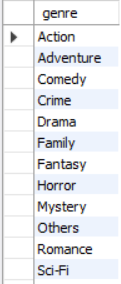 genre
Action
Adventure
Comedy
Crime
Drama
Family
Fantasy
Horror
Mystery
Others
Romance
Sci-Fi